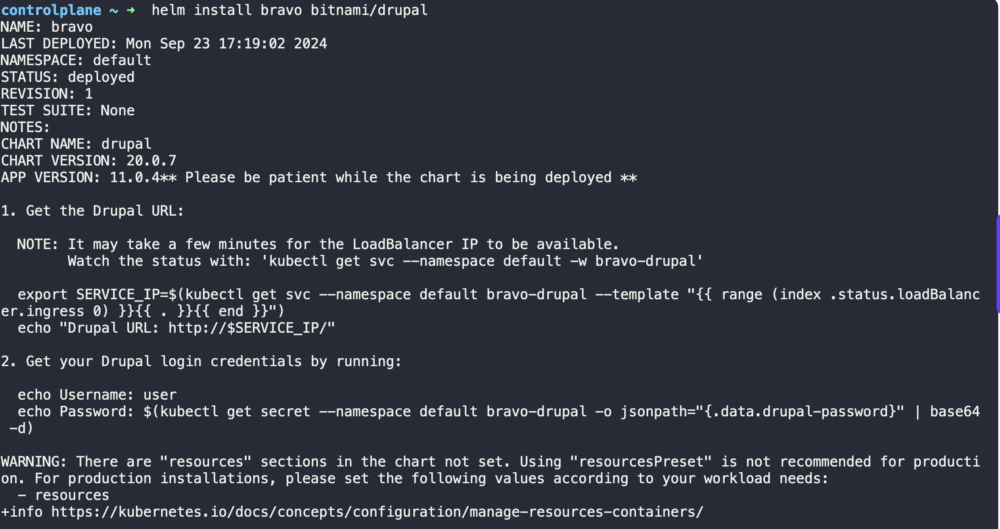 controlplane ~ ➜  helm install bravo bitnami/drupal
NAME: bravo
LAST DEPLOYED: Mon Sep 23 17:19:02 2024
NAMESPACE: default
STATUS: deployed
REVISION: 1
TEST SUITE: None
NOTES:
CHART NAME: drupal
CHART VERSION: 20.0.7
APP VERSION: 11.0.4** Please be patient while the chart is being deployed **

1. Get the Drupal URL:

  NOTE: It may take a few minutes for the LoadBalancer IP to be available.
        Watch the status with: 'kubectl get svc --namespace default -w bravo-drupal'

  export SERVICE_IP=$(kubectl get svc --namespace default bravo-drupal --template "{{ range (index .status.loadBalanc
er.ingress 0) }}{{ . }}{{ end }}")
  echo "Drupal URL: http://$SERVICE_IP/"

2. Get your Drupal login credentials by running:

  echo Username: user
  echo Password: $(kubectl get secret --namespace default bravo-drupal -o jsonpath="{.data.drupal-password}" | base64
 -d)

WARNING: There are "resources" sections in the chart not set. Using "resourcesPreset" is not recommended for producti
on. For production installations, please set the following values according to your workload needs:
  - resources
+info https://kubernetes.io/docs/concepts/configuration/manage-resources-containers/